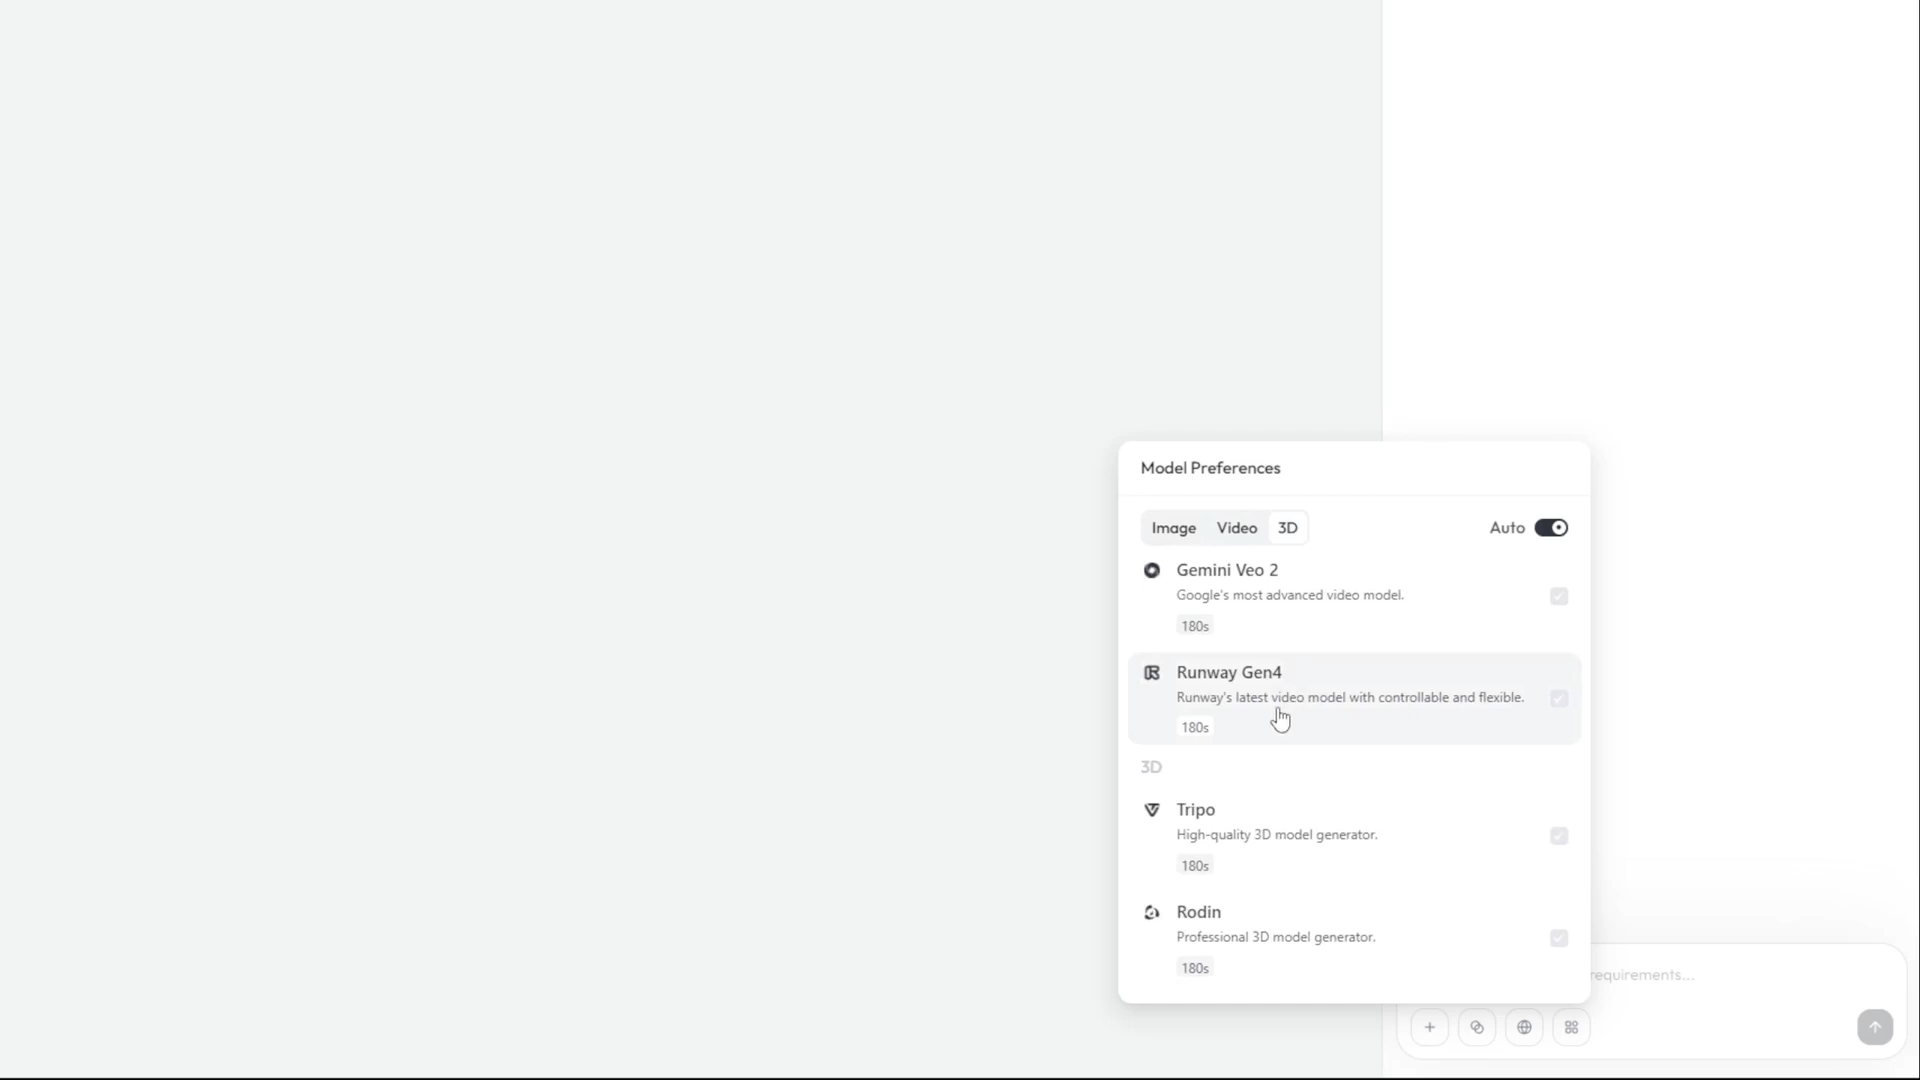 Model Preferences
Image Video 3D Auto
Gemini Veo 2
Google's most advanced video model.
180s
Runway Gen4
Runway's latest video model with controllable and flexible.
180s
3D
Tripo
High-quality 3D model generator.
180s
Rodin
Professional 3D model generator.
180s
requirements...